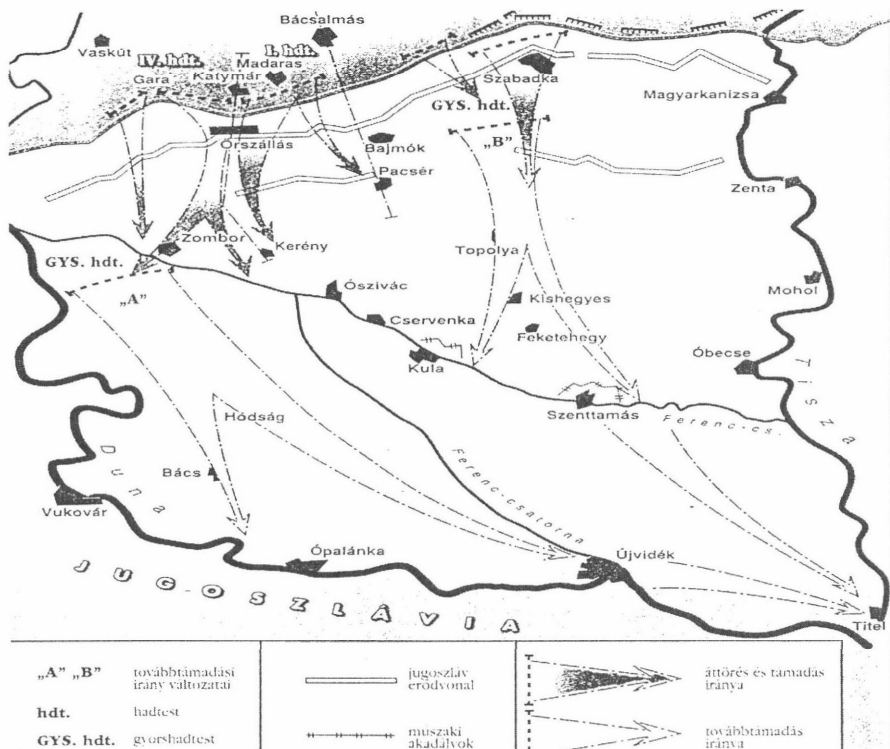 Bácsalmás
Vaskút
IV. hdt.
I. hdt.
Madaras
Gara
Katymár
Szabadka
GYS. hdt.
Magyarkanizsa
Őrszállás
Bajmók
„B”
Pacsér
Zenta
Zombor
Kerény
Topolya
GYS. hdt.
„A”
Ószivác
Kishegyes
Mohol
Cservenka
Feketehegy
Kula
Óbecse
Tisza
Szenttamás
Hódság
Ferenc-cs.
Duna
Bács
Ferenc-csatorna
Vukovár
Ópalánka
Újvidék
JUGOSZLÁVIA
Titel
„A” „B” továbbtámadási
irány változatai
hdt. hadtest
GYS. hdt. gyorshadtest
jugoszláv
erődvonal
műszaki
akadályok
áttörés és támadás
iránya
továbbtámadás
iránya